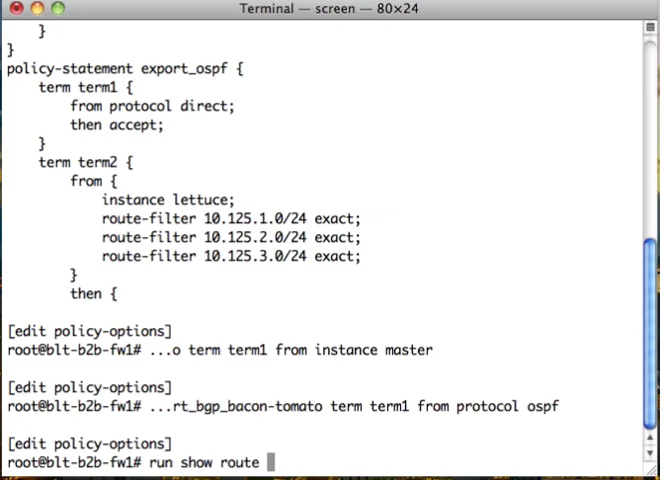 Terminal — screen — 80×24
    }
}
policy-statement export_ospf {
    term term1 {
        from protocol direct;
        then accept;
    }
    term term2 {
        from {
            instance lettuce;
            route-filter 10.125.1.0/24 exact;
            route-filter 10.125.2.0/24 exact;
            route-filter 10.125.3.0/24 exact;
        }
        then {
[edit policy-options]
root@blt-b2b-fw1# ...o term term1 from instance master
[edit policy-options]
root@blt-b2b-fw1# ...rt_bgp_bacon-tomato term term1 from protocol ospf
[edit policy-options]
root@blt-b2b-fw1# run show route